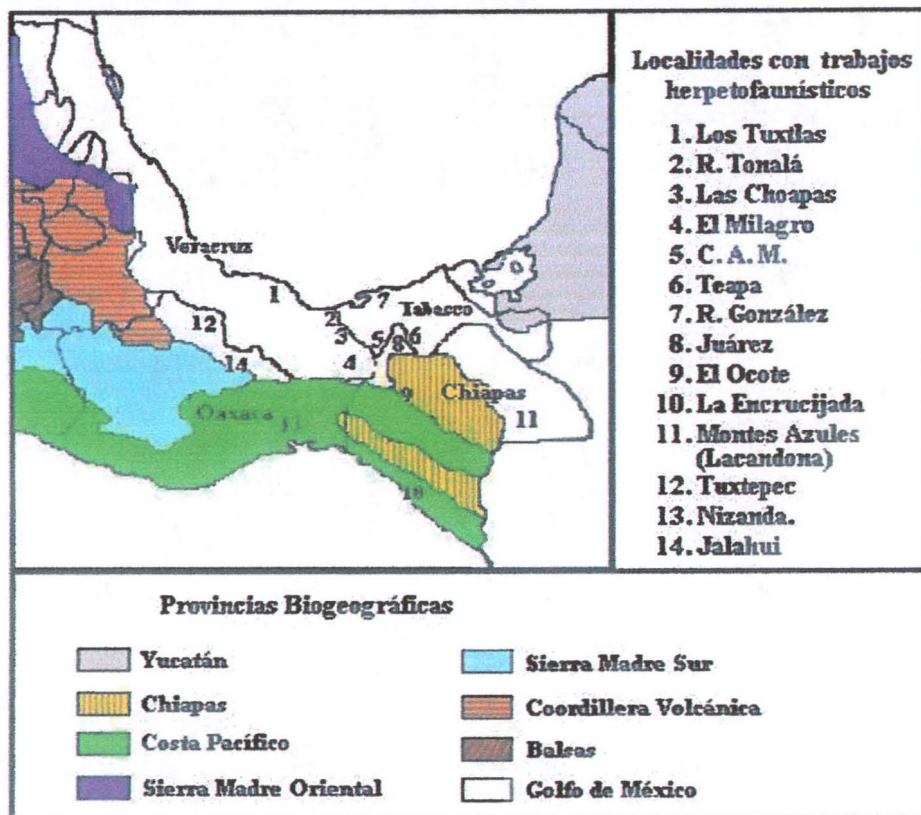 Veracruz
1
2
7
Tabacco
3
5
8
6
12
4
14
9
Chiapas
11
Oaxaca
13
10
Localidades con trabajos
herpetofaunísticos
1. Los Tuxtlas
2. R. Tonalá
3. Las Choapas
4. El Milagro
5. C. A. M.
6. Teapa
7. R. González
8. Juárez
9. El Ocote
10. La Encrucijada
11. Montes Azules
(Lacandona)
12. Tuxtepec
13. Nizanda.
14. Jalahui
Provincias Biogeográficas
Yucatán
Chiapas
Costa Pacífico
Sierra Madre Oriental
Sierra Madre Sur
Coordillera Volcánica
Balsas
Golfo de México